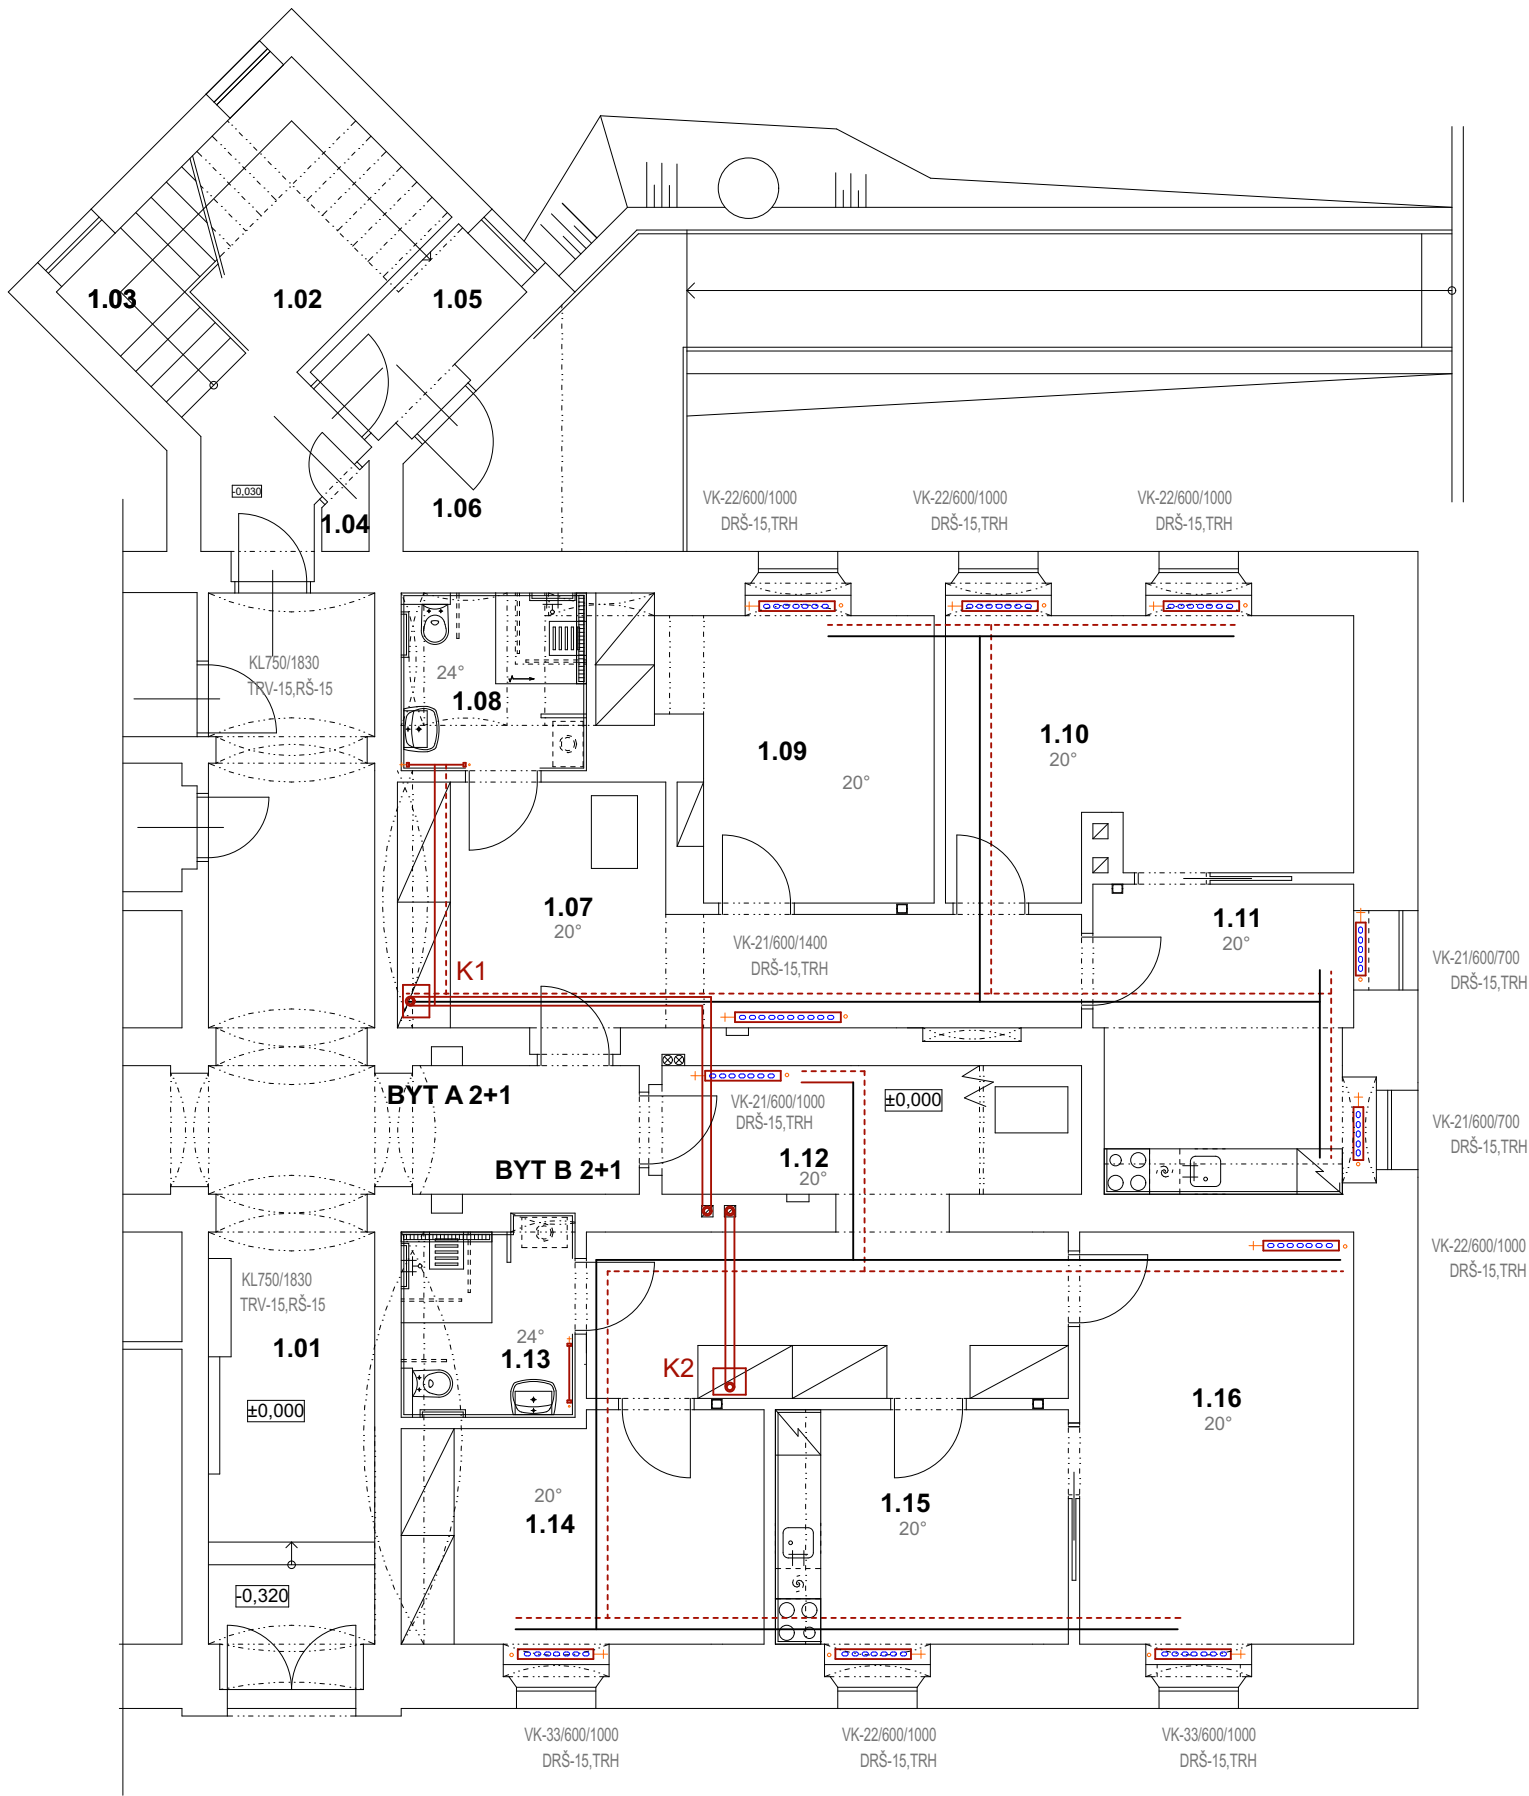 1.03
1.02
1.05
-0,030
1.04
1.06
VK-22/600/1000
DRŠ-15,TRH
VK-22/600/1000
DRŠ-15,TRH
VK-22/600/1000
DRŠ-15,TRH
KL750/1830
TRV-15,RŠ-15
24°
1.08
1.09
20°
1.10
20°
1.07
20°
1.11
20°
K1
VK-21/600/1400
DRŠ-15,TRH
VK-21/600/700
DRŠ-15,TRH
BYT A 2+1
VK-21/600/1000
DRŠ-15,TRH
±0,000
VK-21/600/700
DRŠ-15,TRH
BYT B 2+1
1.12
20°
VK-22/600/1000
DRŠ-15,TRH
KL750/1830
TRV-15,RŠ-15
1.01
24°
1.13
K2
±0,000
1.16
20°
20°
1.14
1.15
20°
-0,320
VK-33/600/1000
DRŠ-15,TRH
VK-22/600/1000
DRŠ-15,TRH
VK-33/600/1000
DRŠ-15,TRH